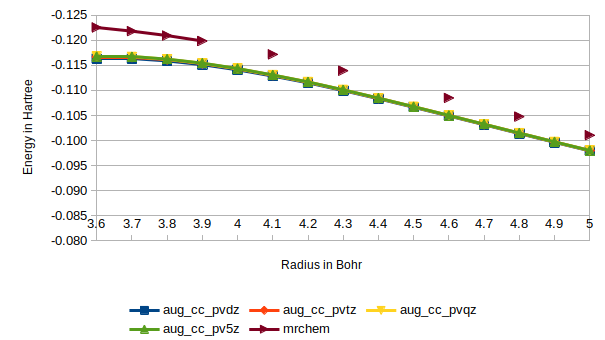 -0.125
-0.120
-0.115
-0.110
-0.105
-0.100
-0.095
-0.090
-0.085
-0.080
Energy in Hartree
3.6 3.7 3.8 3.9 4 4.1 4.2 4.3 4.4 4.5 4.6 4.7 4.8 4.9 5
Radius in Bohr
aug_cc_pvdz aug_cc_pvtz aug_cc_pvqz
aug_cc_pv5z mrchem